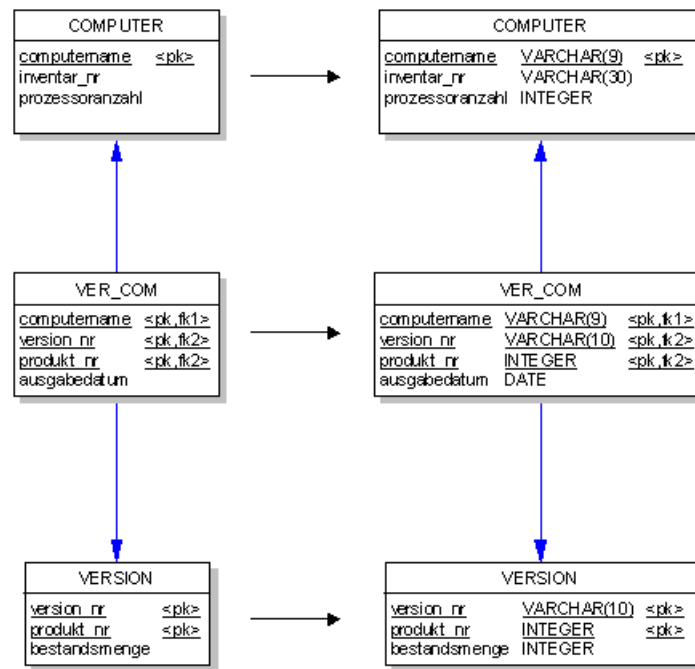 COMPUTER
computername <pk>
inventar_nr
prozessoranzahl
COMPUTER
computername VARCHAR(9) <pk>
inventar_nr VARCHAR(30)
prozessoranzahl INTEGER
VER_COM
computername <pk,fk1>
version_nr <pk,fk2>
produkt_nr <pk,fk2>
ausgabedatum
VER_COM
computername VARCHAR(9) <pk,fk1>
version_nr VARCHAR(10) <pk,fk2>
produkt_nr INTEGER <pk,fk2>
ausgabedatum DATE
VERSION
version_nr <pk>
produkt_nr <pk>
bestandsmenge
VERSION
version_nr VARCHAR(10) <pk>
produkt_nr INTEGER <pk>
bestandsmenge INTEGER